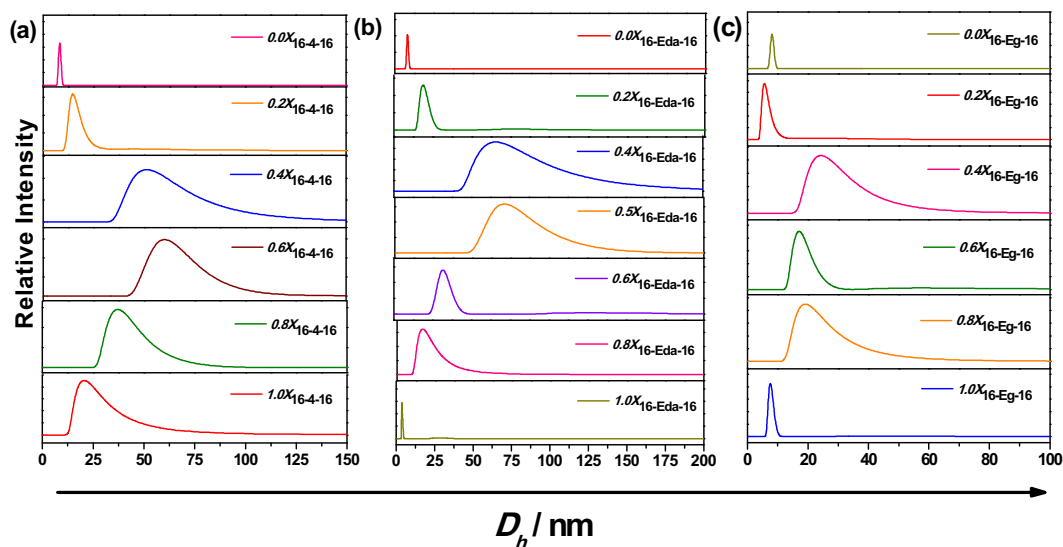 Relative Intensity
(a)
0.0X16-4-16
0.2X16-4-16
0.4X16-4-16
0.6X16-4-16
0.8X16-4-16
1.0X16-4-16
0 25 50 75 100 125 150
(b)
0.0X16-Eda-16
0.2X16-Eda-16
0.4X16-Eda-16
0.5X16-Eda-16
0.6X16-Eda-16
0.8X16-Eda-16
1.0X16-Eda-16
0 25 50 75 100 125 150 175 200
(c)
0.0X16-Eg-16
0.2X16-Eg-16
0.4X16-Eg-16
0.6X16-Eg-16
0.8X16-Eg-16
1.0X16-Eg-16
0 20 40 60 80 100
Dh / nm